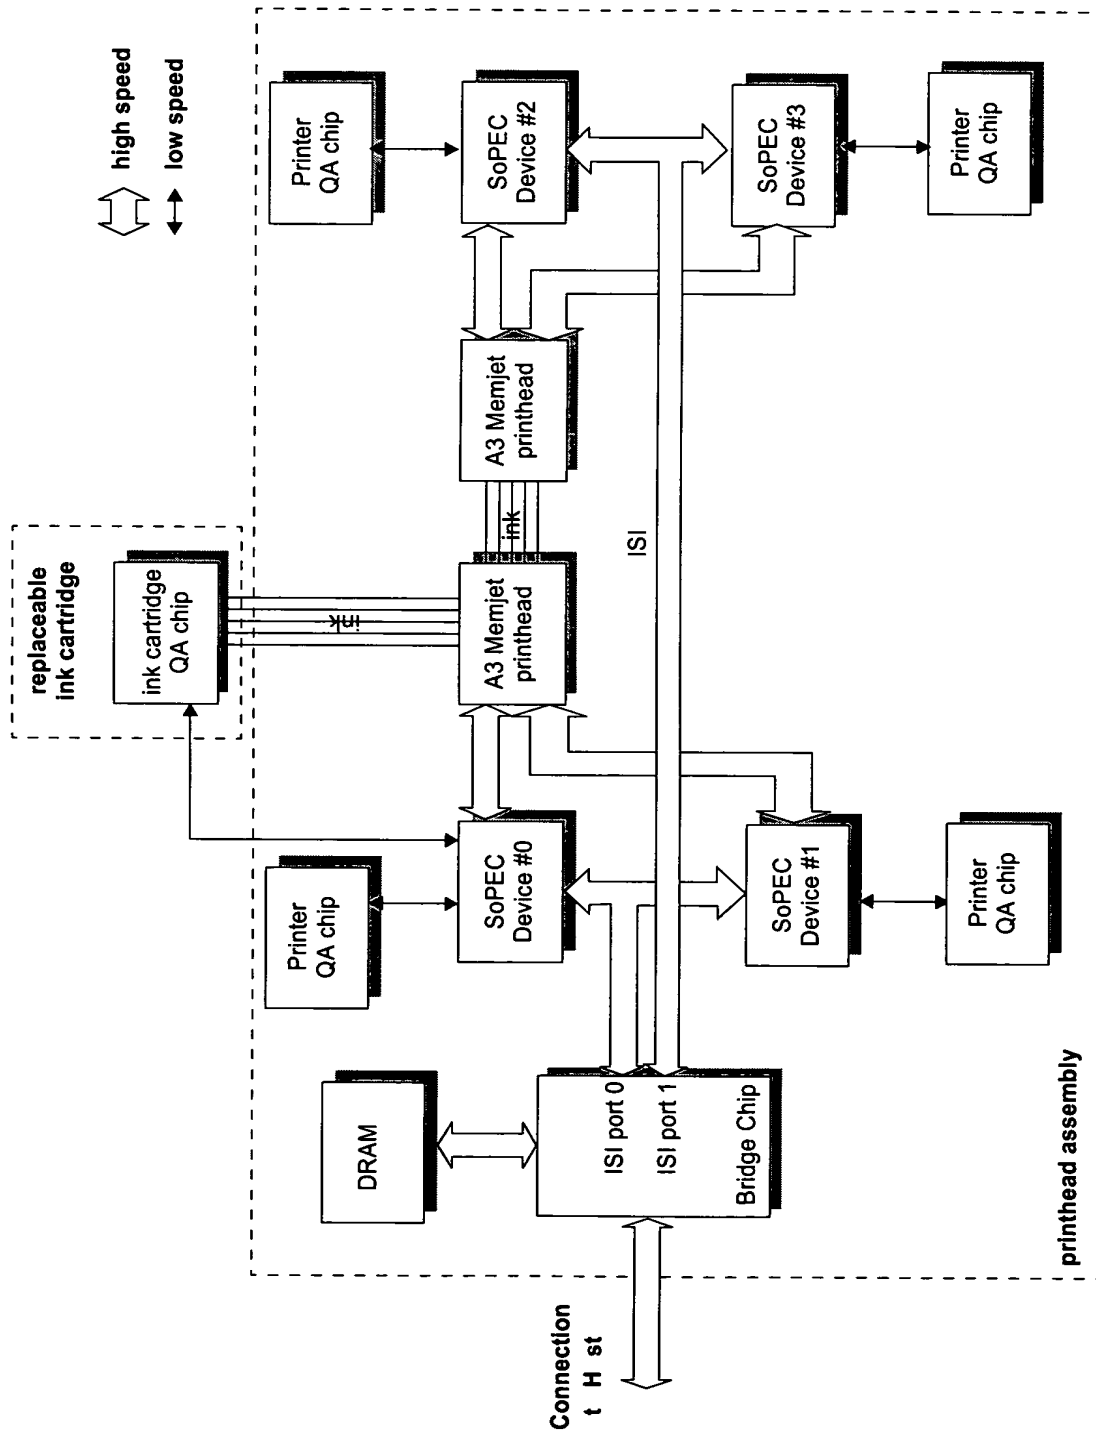 high speed
low speed
replaceable
ink cartridge
ink cartridge
QA chip
Printer
QA chip
Printer
QA chip
DRAM
ink
SoPEC
Device #2
A3 Memjet
printhead
ink
A3 Memjet
printhead
SoPEC
Device #0
Connection
t H st
ISI port 0
ISI port 1
Bridge Chip
ISI
SoPEC
Device #3
SoPEC
Device #1
Printer
QA chip
Printer
QA chip
printhead assembly